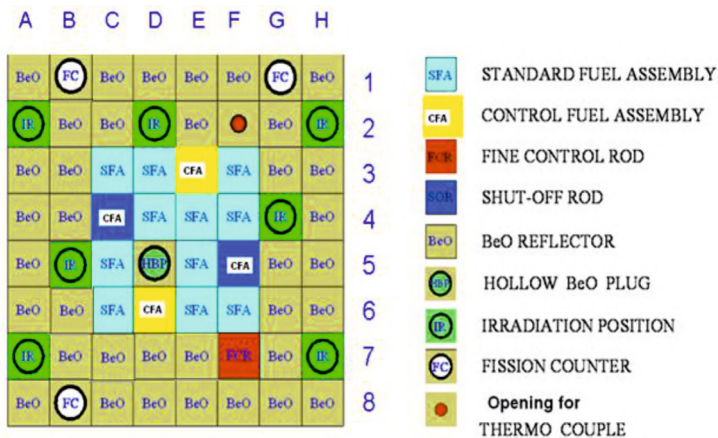 A B C D E F G H
BeO FC BeO BeO BeO BeO FC BeO 1
IR BeO BeO IR BeO BeO IR 2
BeO BeO SFA SFA CFA SFA BeO BeO 3
BeO BeO CFA SFA SFA SFA IR BeO 4
BeO IR SFA HBP SFA CFA BeO BeO 5
BeO BeO SFA CFA SFA SFA BeO BeO 6
IR BeO BeO BeO BeO FCR BeO IR 7
BeO FC BeO BeO BeO BeO BeO BeO 8
SFA STANDARD FUEL ASSEMBLY
CFA CONTROL FUEL ASSEMBLY
FCR FINE CONTROL ROD
SOR SHUT-OFF ROD
BeO BeO REFLECTOR
HBP HOLLOW BeO PLUG
IR IRRADIATION POSITION
FC FISSION COUNTER
Opening for
THERMO COUPLE